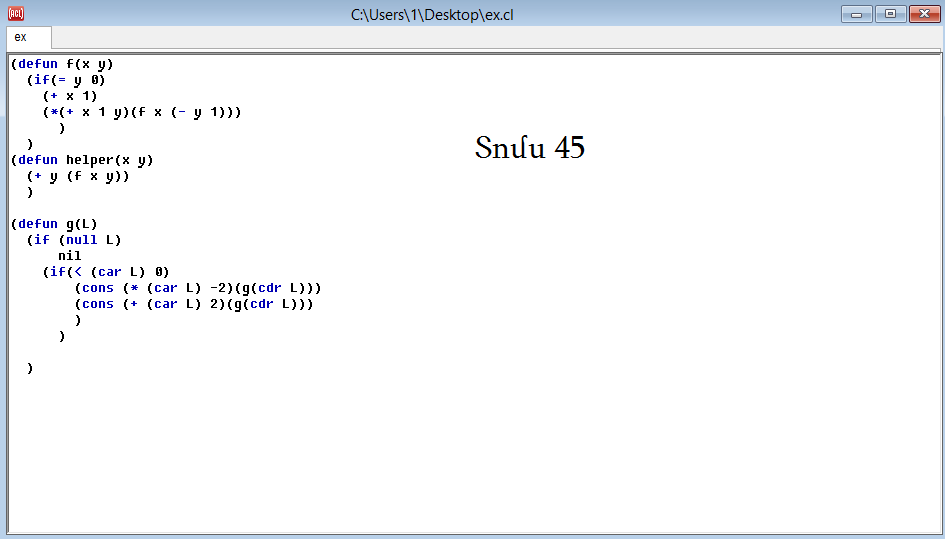 C:\Users\1\Desktop\ex.cl
ex
(defun f(x y)
(if(= y 0)
(+ x 1)
(*(+ x 1 y)(f x (- y 1)))
)
)
Տոմս 45
(defun helper(x y)
(+ y (f x y))
)
(defun g(L)
(if (null L)
nil
(if(< (car L) 0)
(cons (* (car L) -2)(g(cdr L)))
(cons (+ (car L) 2)(g(cdr L)))
)
)
)